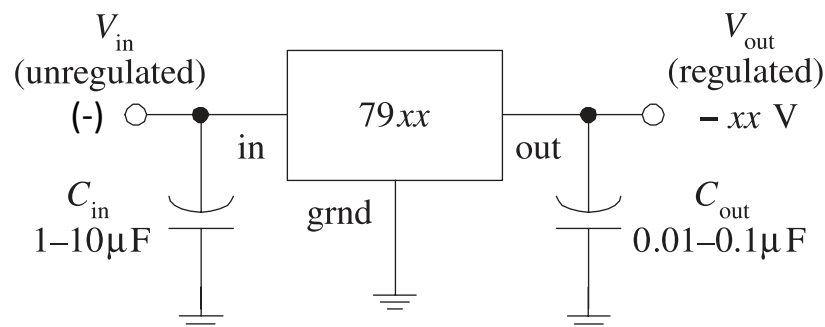 V_in
(unregulated)
(-)
in
79xx
grnd
out
V_out
(regulated)
– xx V
C_in
1–10μF
C_out
0.01–0.1μF